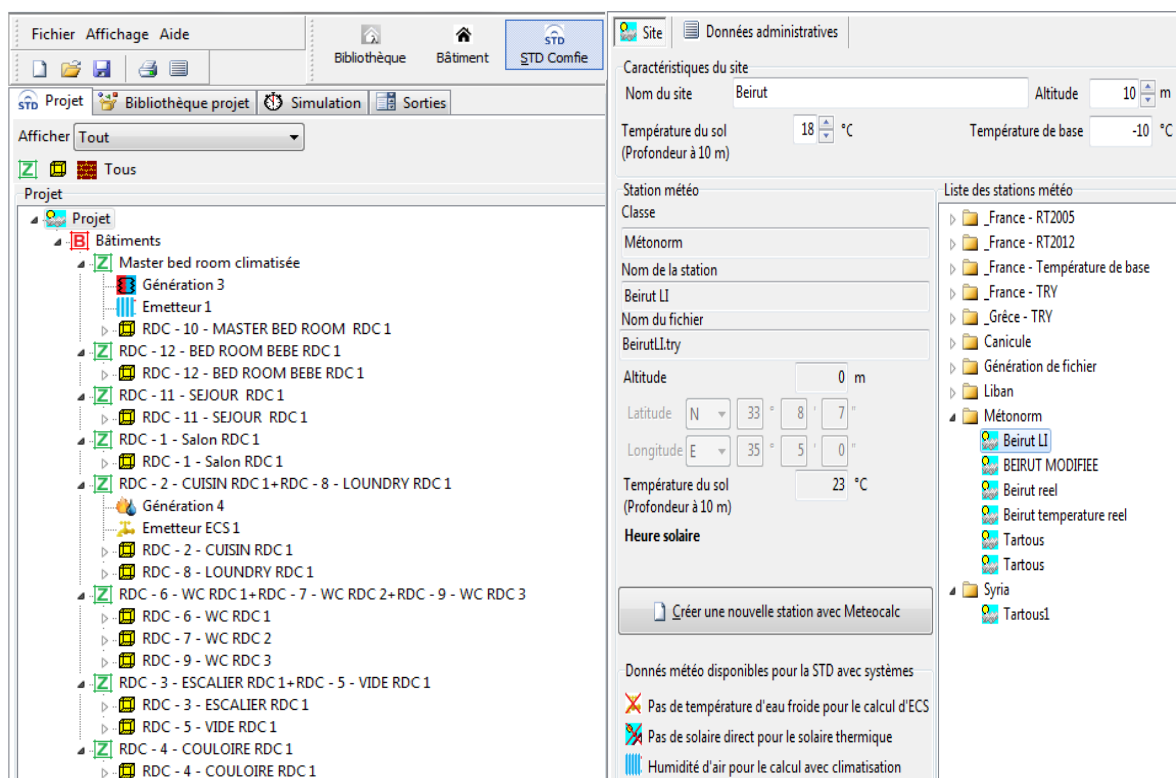 Fichier Affichage Aide
Bibliothèque
Bâtiment
STD
STD Comfie
STD Projet
Bibliothèque projet
Simulation
Sorties
Afficher Tout
Z Tous
Projet
Projet
B Bâtiments
Z Master bed room climatisée
Génération 3
Emetteur 1
RDC - 10 - MASTER BED ROOM RDC 1
Z RDC - 12 - BED ROOM BEBE RDC 1
RDC - 12 - BED ROOM BEBE RDC 1
Z RDC - 11 - SEJOUR RDC 1
RDC - 11 - SEJOUR RDC 1
Z RDC - 1 - Salon RDC 1
RDC - 1 - Salon RDC 1
Z RDC - 2 - CUISIN RDC 1+RDC - 8 - LOUNDRY RDC 1
Génération 4
Emetteur ECS 1
RDC - 2 - CUISIN RDC 1
RDC - 8 - LOUNDRY RDC 1
Z RDC - 6 - WC RDC 1+RDC - 7 - WC RDC 2+RDC - 9 - WC RDC 3
RDC - 6 - WC RDC 1
RDC - 7 - WC RDC 2
RDC - 9 - WC RDC 3
Z RDC - 3 - ESCALIER RDC 1+RDC - 5 - VIDE RDC 1
RDC - 3 - ESCALIER RDC 1
RDC - 5 - VIDE RDC 1
Z RDC - 4 - COULOIRE RDC 1
RDC - 4 - COULOIRE RDC 1
Site
Données administratives
Caractéristiques du site
Nom du site Beirut Altitude 10 m
Température du sol 18 °C Température de base -10 °C
(Profondeur à 10 m)
Station météo
Classe
Métonorm
Nom de la station
Beirut LI
Nom du fichier
BeirutLI.try
Altitude 0 m
Latitude N 33 ° 8 ' 7 "
Longitude E 35 ° 5 ' 0 "
Température du sol 23 °C
(Profondeur à 10 m)
Heure solaire
Créer une nouvelle station avec Meteocalc
Donnés météo disponibles pour la STD avec systèmes
Pas de température d'eau froide pour le calcul d'ECS
Pas de solaire direct pour le solaire thermique
Humidité d'air pour le calcul avec climatisation
Liste des stations météo
_France - RT2005
_France - RT2012
_France - Température de base
_France - TRY
_Grêce - TRY
Canicule
Génération de fichier
Liban
Métonorm
Beirut LI
BEIRUT MODIFIEE
Beirut reel
Beirut temperature reel
Tartous
Tartous
Syria
Tartous1